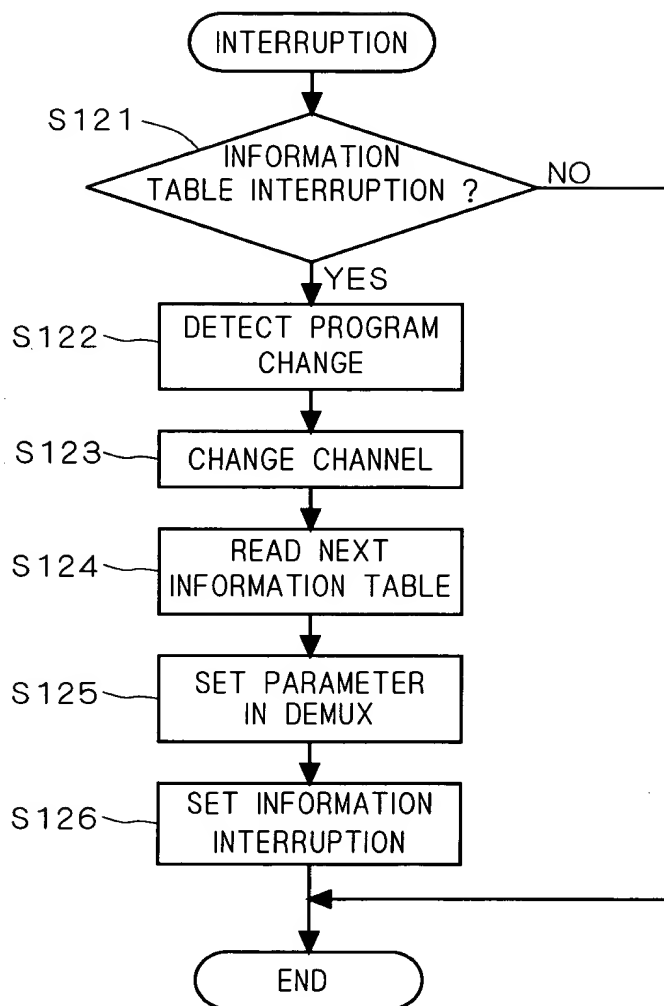 INTERRUPTION
S121
INFORMATION
TABLE INTERRUPTION ?
NO
YES
S122
DETECT PROGRAM
CHANGE
S123
CHANGE CHANNEL
S124
READ NEXT
INFORMATION TABLE
S125
SET PARAMETER
IN DEMUX
S126
SET INFORMATION
INTERRUPTION
END